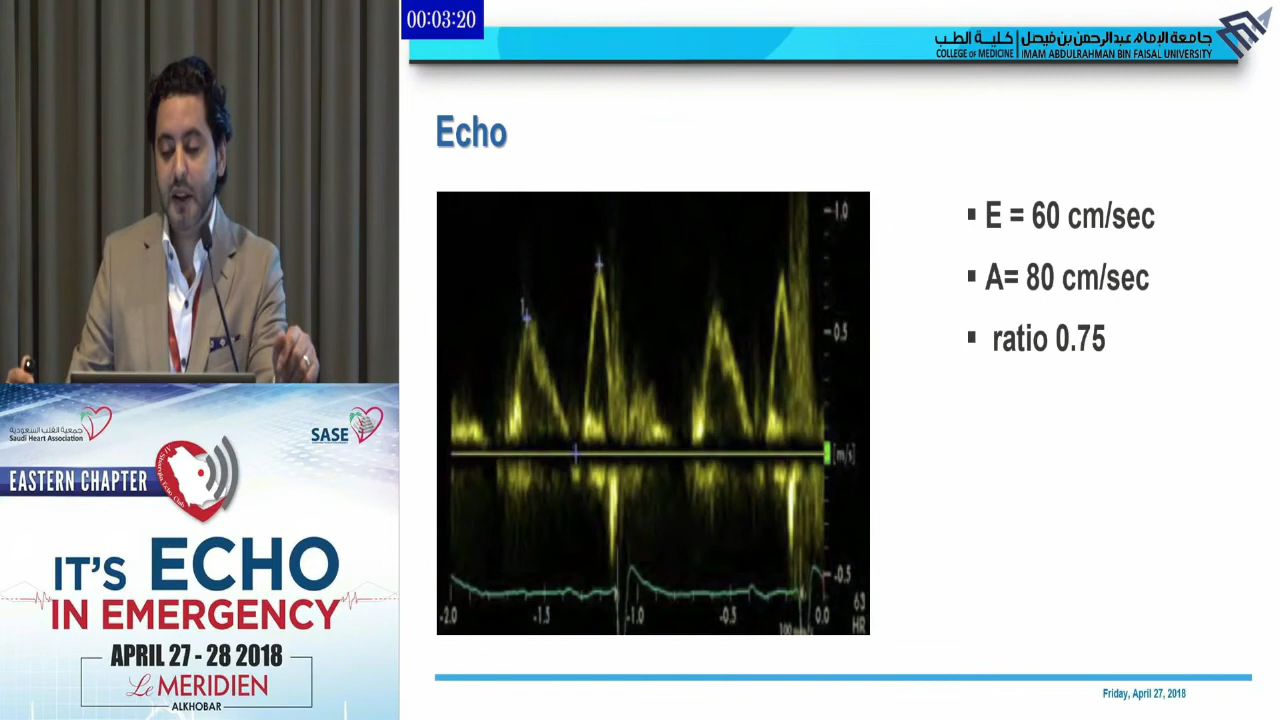 00:03:20
جامعة الإمام عبدالرحمن بن فيصل | كلية الطب
COLLEGE OF MEDICINE | IMAM ABDULRAHMAN BIN FAISAL UNIVERSITY
Echo
▪ E = 60 cm/sec
▪ A= 80 cm/sec
▪ ratio 0.75
1.0
0.5
[m/s]
-0.5
-2.0
-1.5
-1.0
-0.5
0.0
63
HR
1
جمعية القلب السعودية
Saudi Heart Association
SASE
EASTERN CHAPTER
IT'S ECHO
IN EMERGENCY
APRIL 27 - 28 2018
Le MERIDIEN
ALKHOBAR
Friday, April 27, 2018